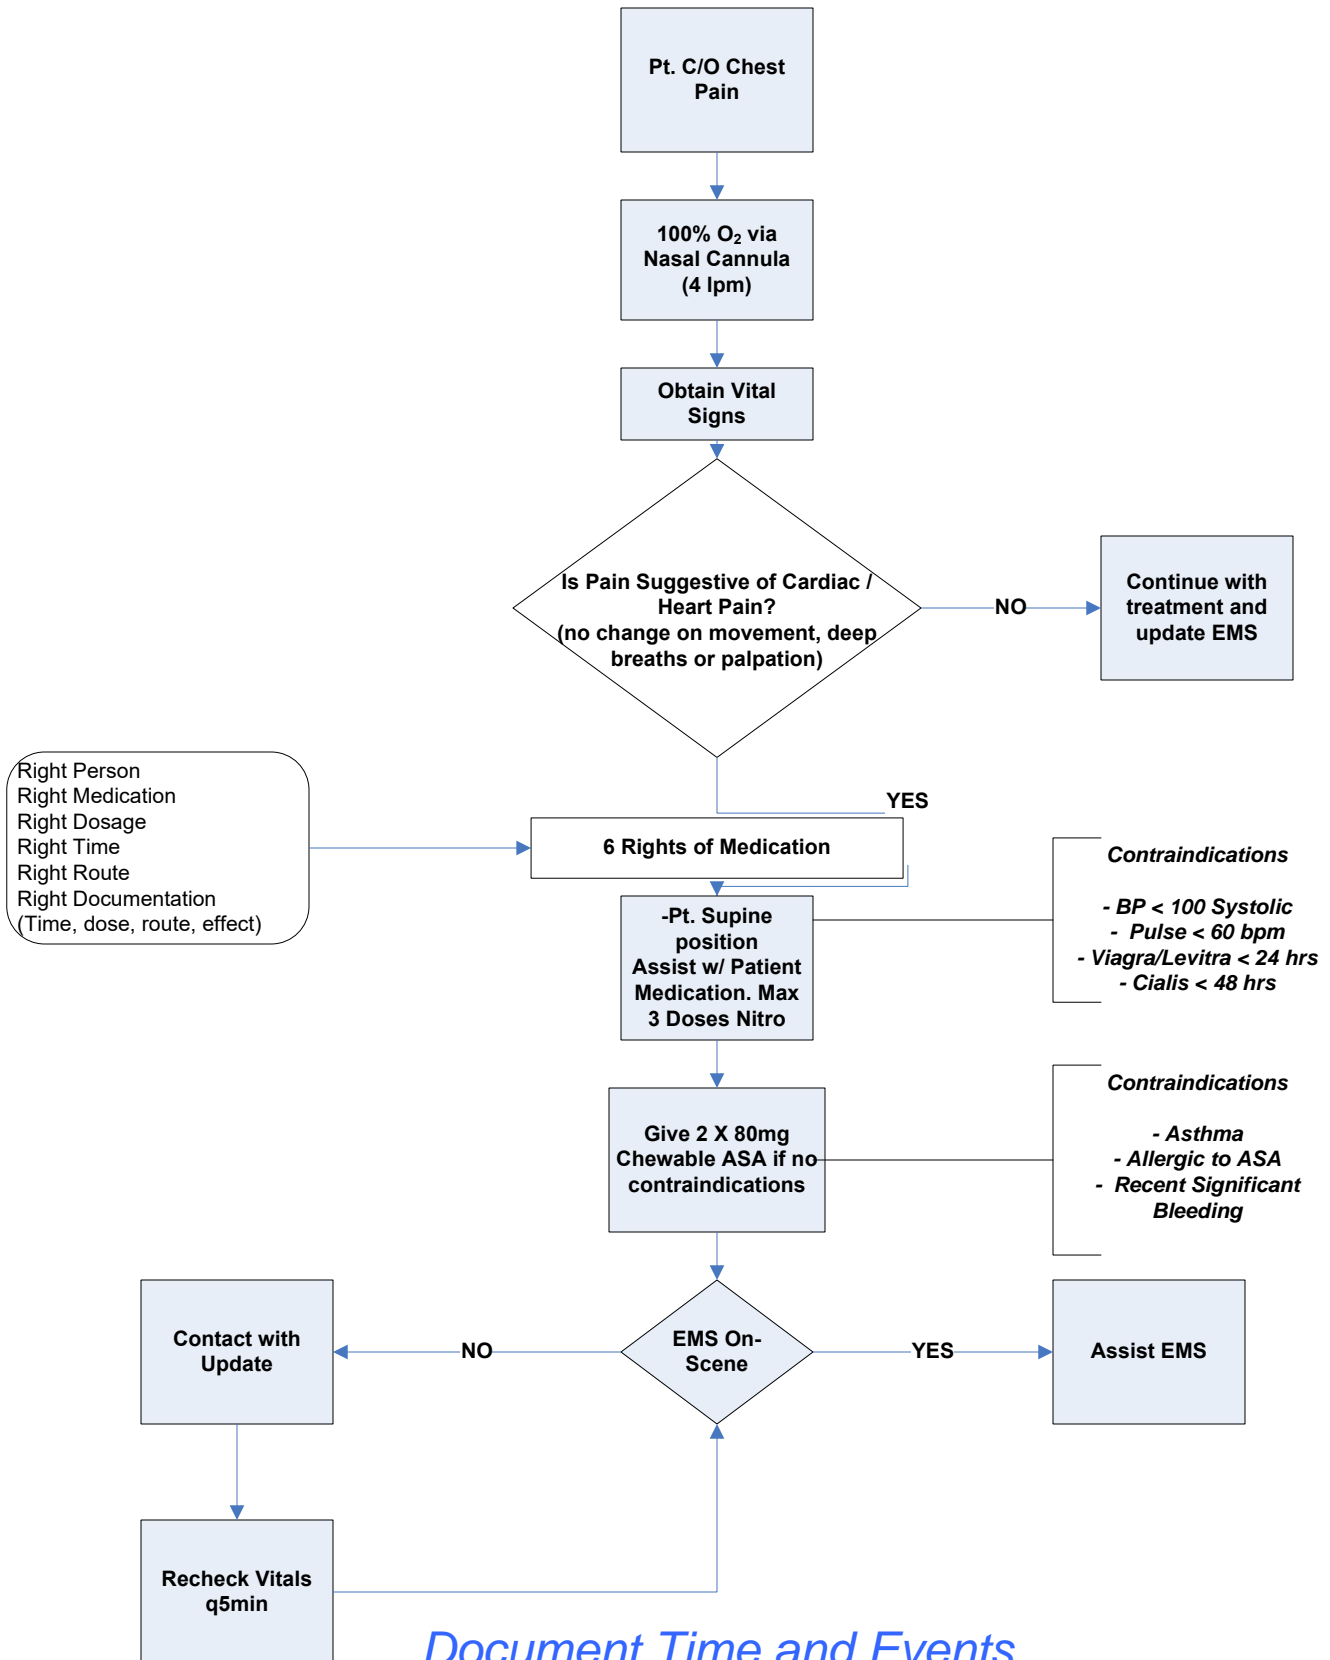 Pt. C/O Chest
Pain
100% O₂ via
Nasal Cannula
(4 lpm)
Obtain Vital
Signs
Is Pain Suggestive of Cardiac /
Heart Pain?
(no change on movement, deep
breaths or palpation)
NO
Continue with
treatment and
update EMS
YES
Right Person
Right Medication
Right Dosage
Right Time
Right Route
Right Documentation
(Time, dose, route, effect)
6 Rights of Medication
-Pt. Supine
position
Assist w/ Patient
Medication. Max
3 Doses Nitro
Contraindications
- BP < 100 Systolic
- Pulse < 60 bpm
- Viagra/Levitra < 24 hrs
- Cialis < 48 hrs
Give 2 X 80mg
Chewable ASA if no
contraindications
Contraindications
- Asthma
- Allergic to ASA
- Recent Significant
Bleeding
Contact with
Update
NO
EMS On-
Scene
YES
Assist EMS
Recheck Vitals
q5min
Document Time and Events